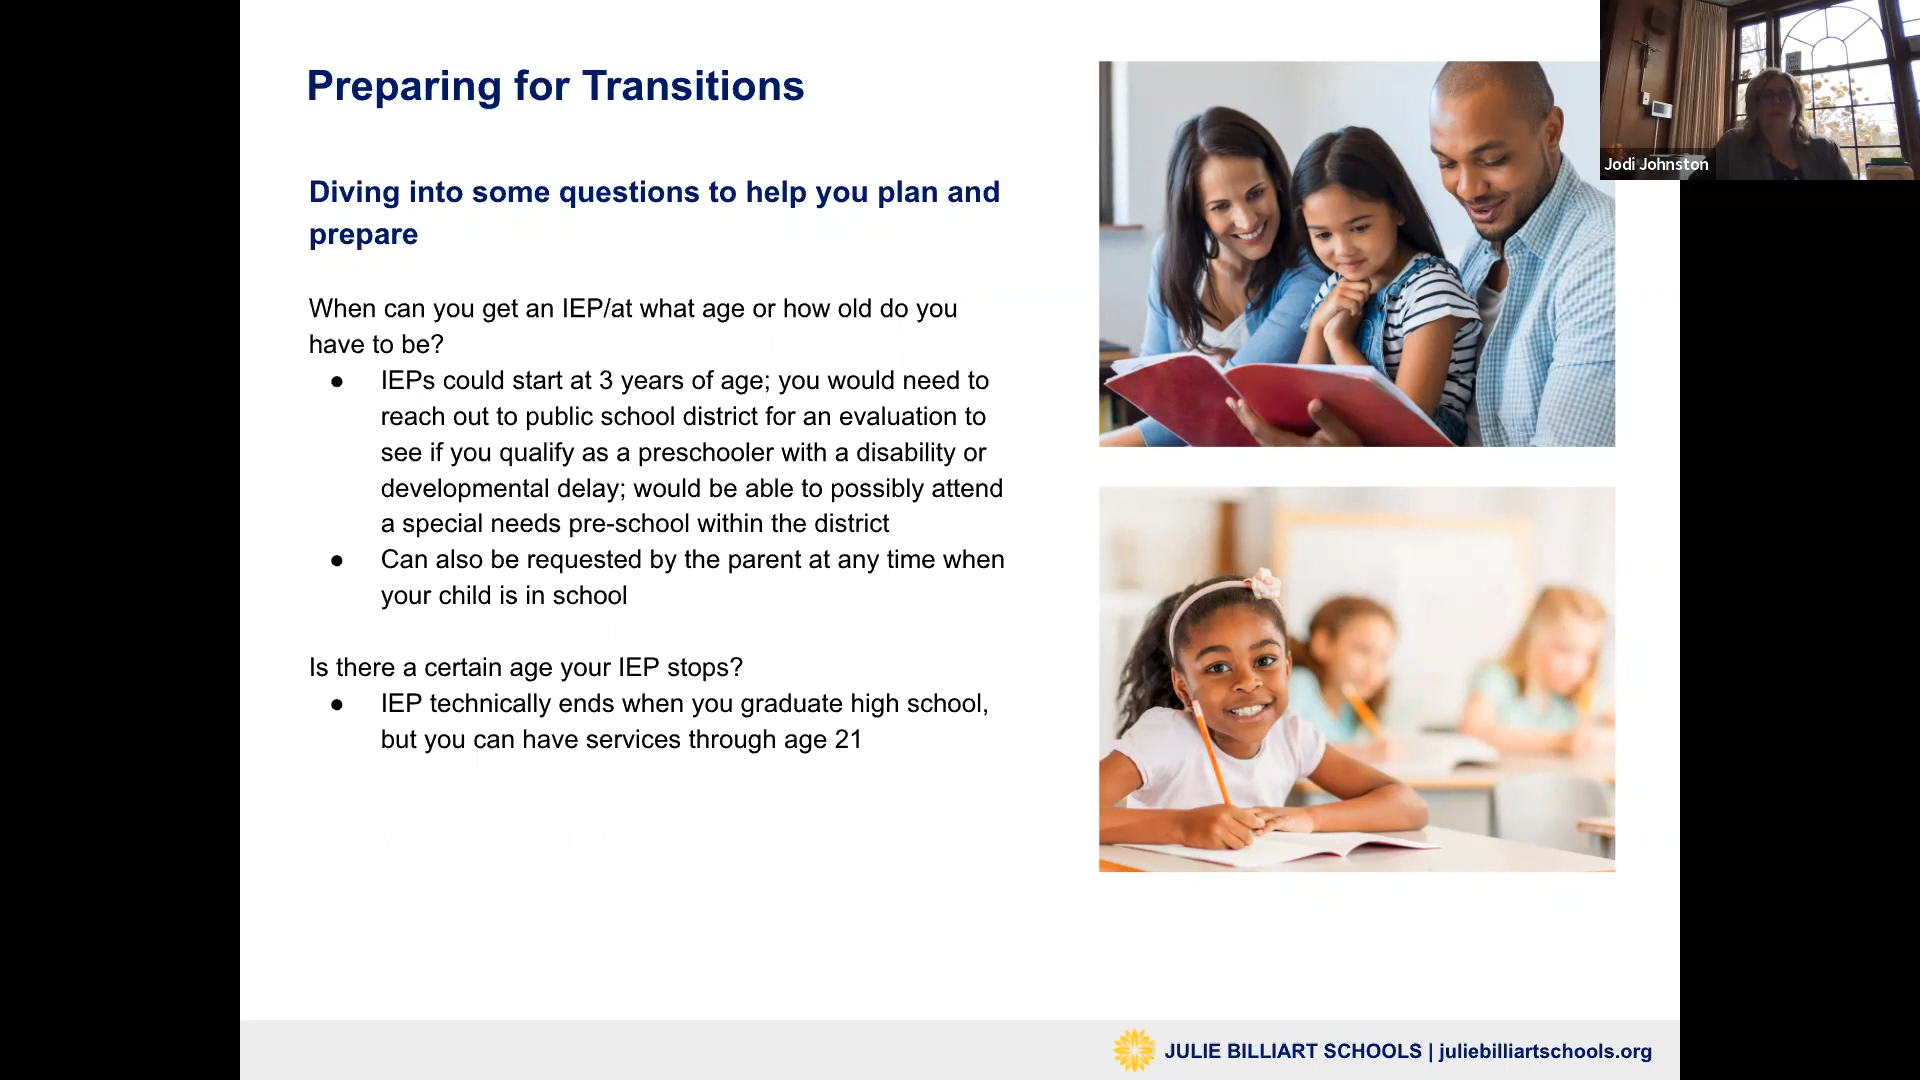 Preparing for Transitions
Diving into some questions to help you plan and
prepare
When can you get an IEP/at what age or how old do you
have to be?
● IEPs could start at 3 years of age; you would need to
reach out to public school district for an evaluation to
see if you qualify as a preschooler with a disability or
developmental delay; would be able to possibly attend
a special needs pre-school within the district
● Can also be requested by the parent at any time when
your child is in school
Is there a certain age your IEP stops?
● IEP technically ends when you graduate high school,
but you can have services through age 21
Jodi Johnston
JULIE BILLIART SCHOOLS | juliebilliartschools.org